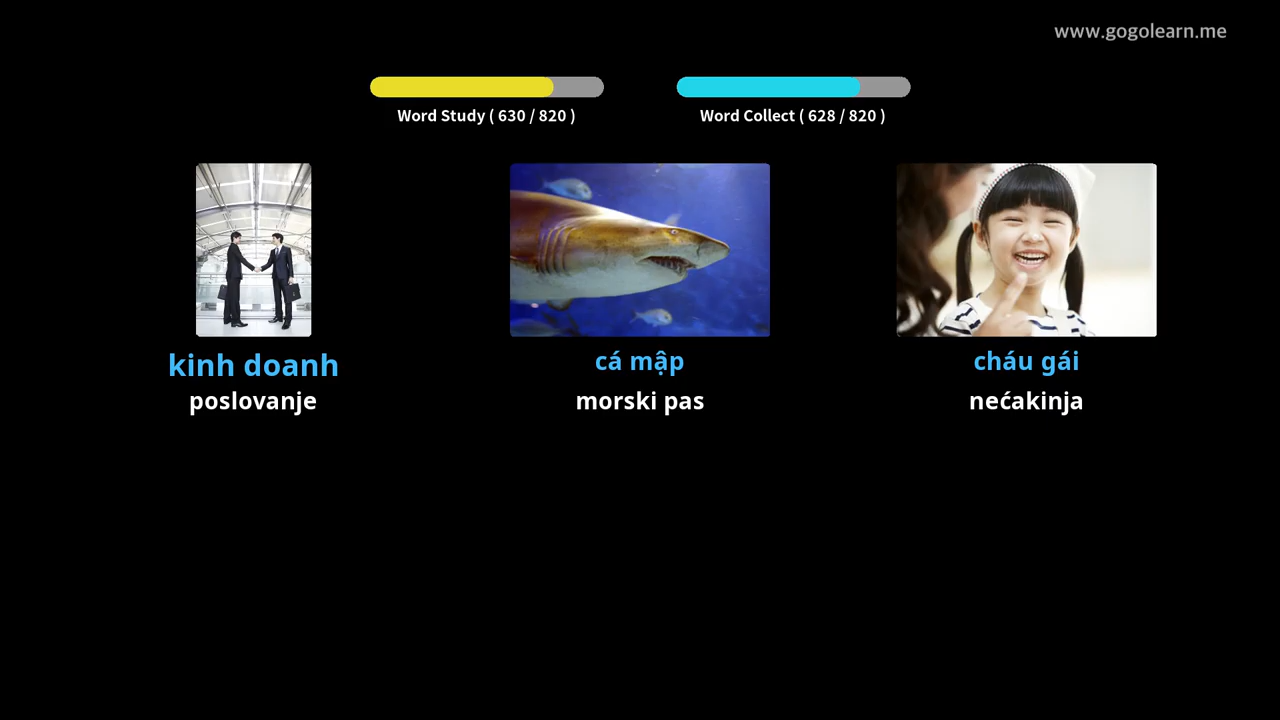 www.gogolearn.me
Word Study ( 630 / 820 )
Word Collect ( 628 / 820 )
kinh doanh
poslovanje
cá mập
morski pas
cháu gái
nećakinja